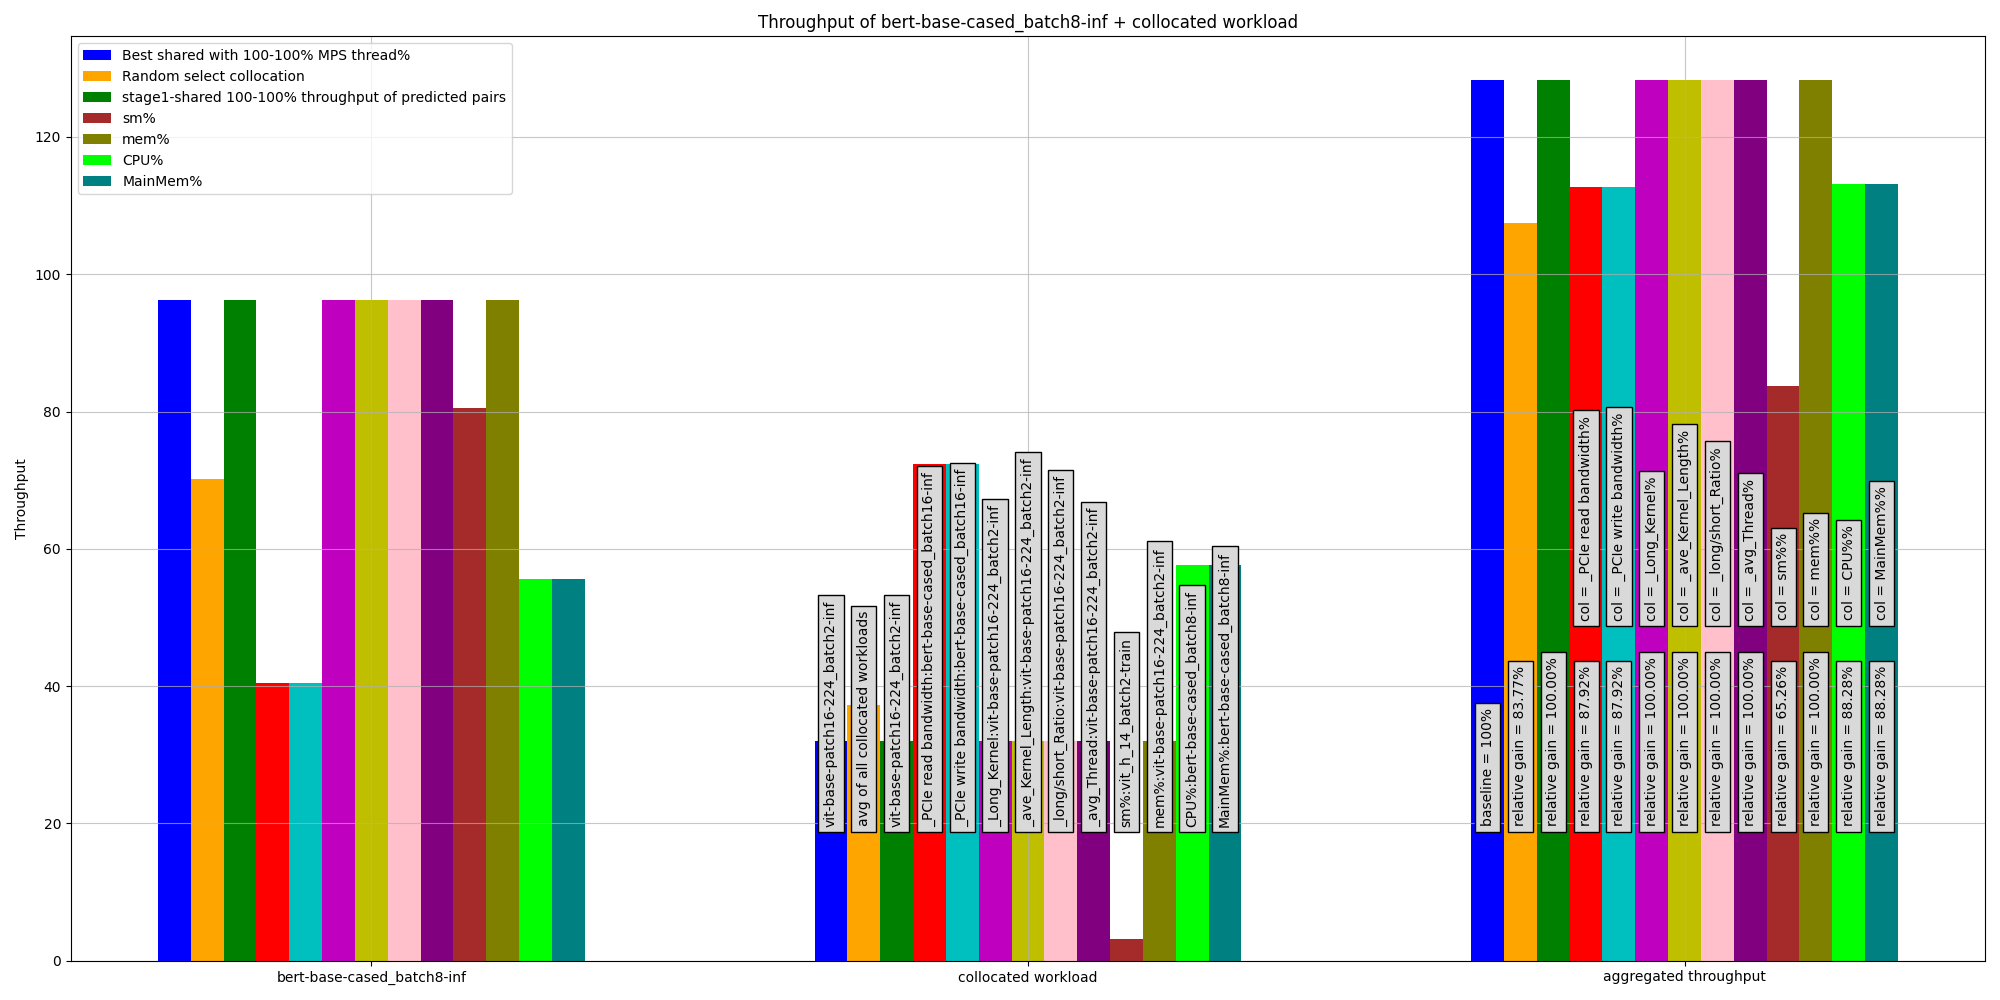 Throughput of bert-base-cased_batch8-inf + collocated workload
Best shared with 100-100% MPS thread%
Random select collocation
stage1-shared 100-100% throughput of predicted pairs
sm%
mem%
CPU%
MainMem%
Throughput
0
20
40
60
80
100
120
vit-base-patch16-224_batch2-inf
avg of all collocated workloads
vit-base-patch16-224_batch2-inf
_PCIe read bandwidth:bert-base-cased_batch16-inf
_PCIe write bandwidth:bert-base-cased_batch16-inf
_Long_Kernel:vit-base-patch16-224_batch2-inf
_ave_Kernel_Length:vit-base-patch16-224_batch2-inf
_long/short_Ratio:vit-base-patch16-224_batch2-inf
_avg_Thread:vit-base-patch16-224_batch2-inf
sm%:vit_h_14_batch2-train
mem%:vit-base-patch16-224_batch2-inf
CPU%:bert-base-cased_batch8-inf
MainMem%:bert-base-cased_batch8-inf
col = _PCIe read bandwidth%
col = _PCIe write bandwidth%
col = _Long_Kernel%
col = _ave_Kernel_Length%
col = _long/short_Ratio%
col = _avg_Thread%
col = sm%%
col = mem%%
col = CPU%%
col = MainMem%%
baseline = 100%
relative gain = 83.77%
relative gain = 100.00%
relative gain = 87.92%
relative gain = 87.92%
relative gain = 100.00%
relative gain = 100.00%
relative gain = 100.00%
relative gain = 100.00%
relative gain = 65.26%
relative gain = 100.00%
relative gain = 88.28%
relative gain = 88.28%
bert-base-cased_batch8-inf
collocated workload
aggregated throughput